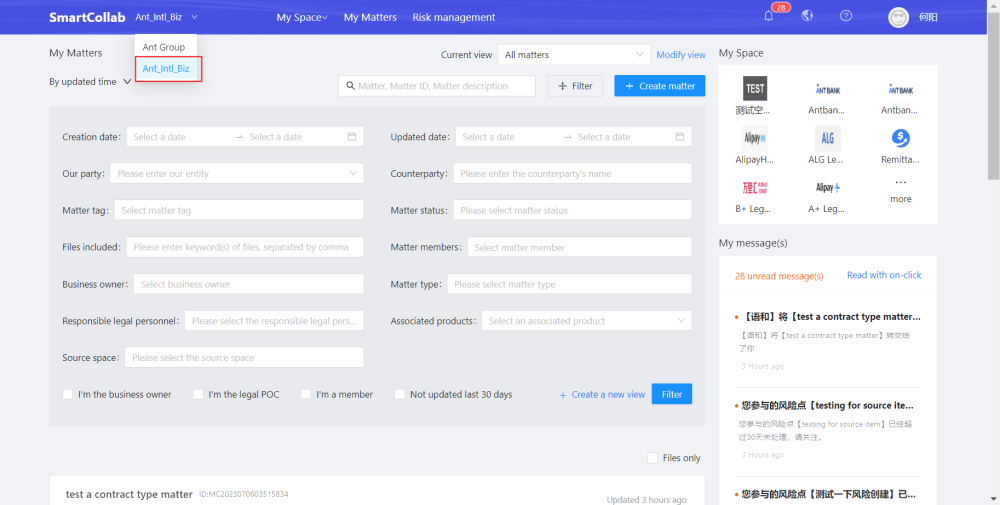 SmartCollab Ant_Intl_Biz My Space My Matters Risk management 28 何阳
Ant Group
Ant_Intl_Biz
My Matters Current view All matters Modify view
By updated time Matter, Matter ID, Matter description Filter + Create matter
Creation date: Select a date → Select a date Updated date: Select a date → Select a date
Our party: Please enter our entity Counterparty: Please enter the counterparty's name
Matter tag: Select matter tag Matter status: Please select matter status
Files included: Please enter keyword(s) of files, separated by comma Matter members: Select matter member
Business owner: Select business owner Matter type: Please select matter type
Responsible legal personnel: Please select the responsible legal pers... Associated products: Select an associated product
Source space: Please select the source space
I'm the business owner I'm the legal POC I'm a member Not updated last 30 days + Create a new view Filter
Files only
test a contract type matter ID:MC2023070603515834
Updated 3 hours ago
My Space
TEST ANTBANK ANTBANK
测试空... Antban... Antban...
Alipay HK ALG
AlipayH... ALG Le... Remitta...
万里汇 WORLD FIRST Alipay+ ...
B+ Leg... A+ Leg... more
My message(s)
28 unread message(s) Read with on-click
【语和】将【test a contract type matter...
【语和】将【test a contract type matter】转交给
了你
3 Hours ago
您参与的风险点【testing for source ite...
您参与的风险点【testing for source item】已经超
过30天未处理，请关注。
3 Hours ago
您参与的风险点【测试一下风险创建】已...